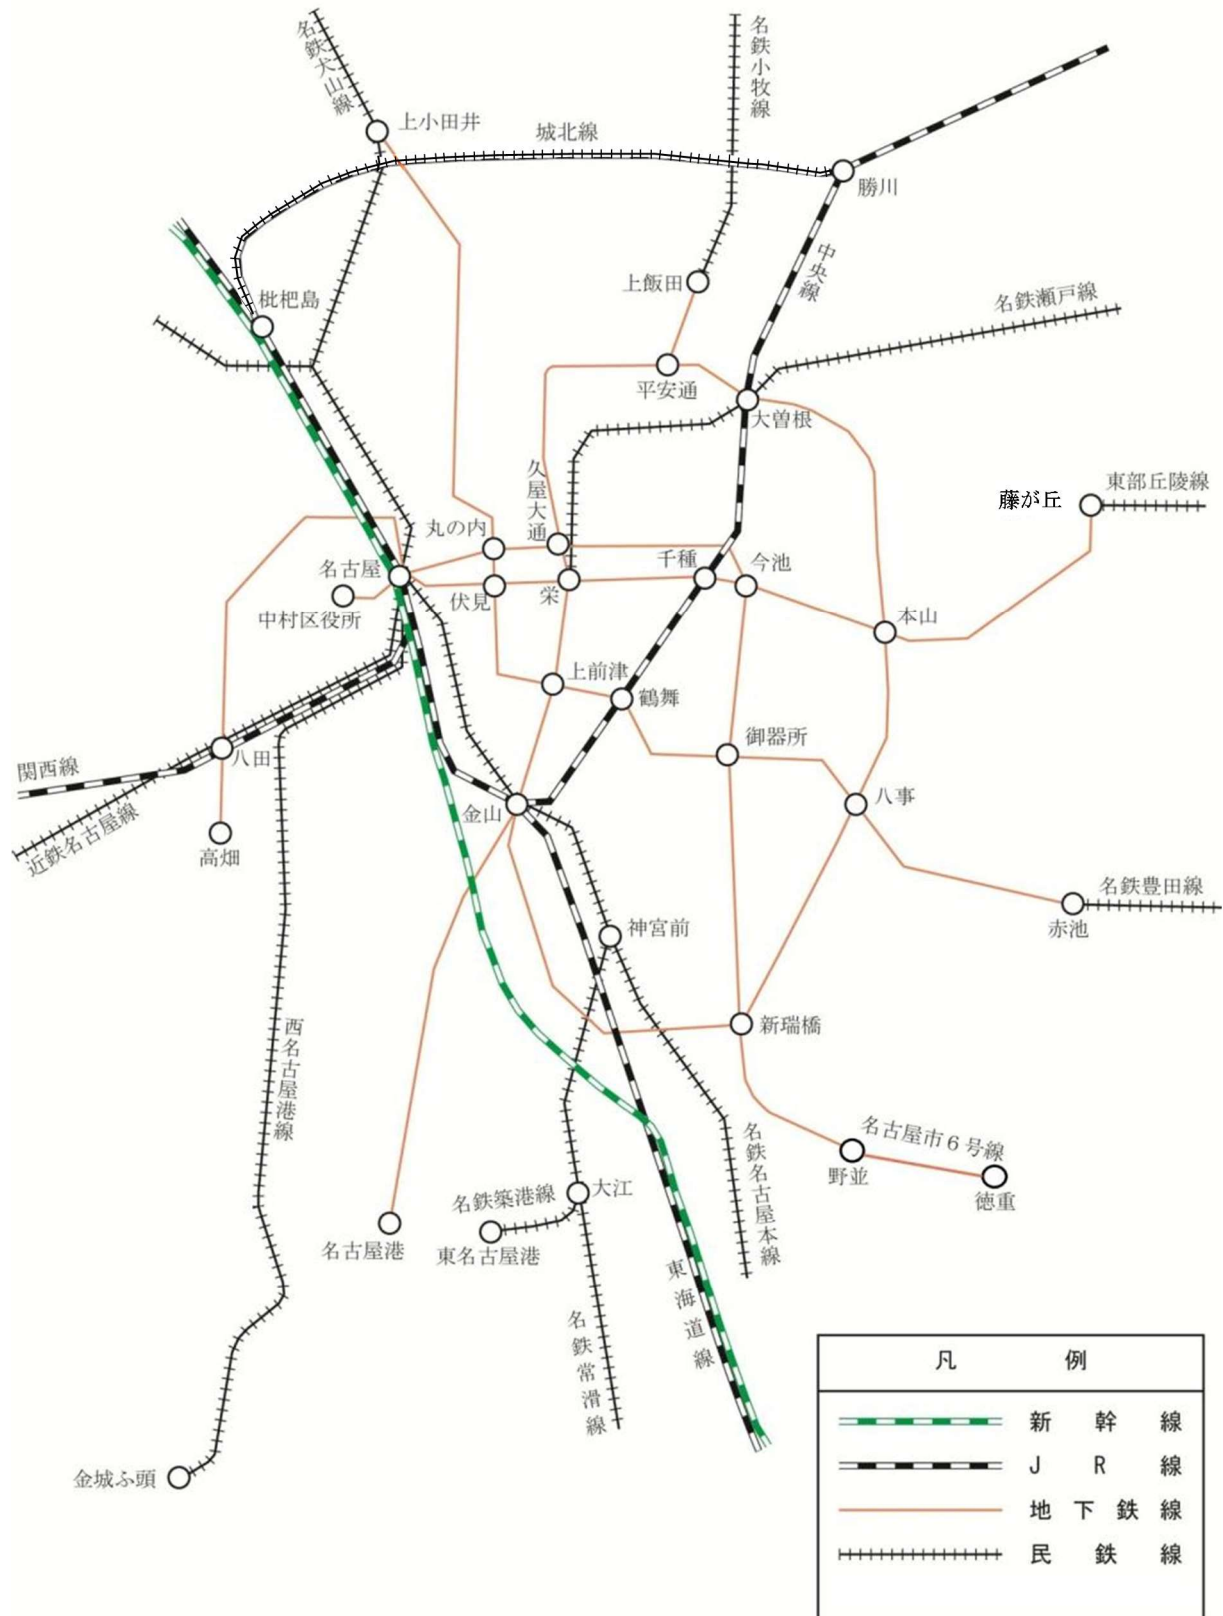 名鉄犬山線
名鉄小牧線
上小田井
城北線
勝川
中央線
上飯田
枇杷島
名鉄瀬戸線
平安通
大曽根
久屋大通
東部丘陵線
藤が丘
丸の内
千種
今池
名古屋
伏見
栄
中村区役所
本山
上前津
鶴舞
御器所
八田
関西線
近鉄名古屋線
金山
八事
高畑
名鉄豊田線
赤池
神宮前
西名古屋港線
新瑞橋
名古屋市6号線
名鉄名古屋本線
野並
徳重
名鉄築港線
大江
名古屋港
東名古屋港
東海道線
名鉄常滑線
金城ふ頭
凡 例
新幹線
JR線
地下鉄線
民鉄線